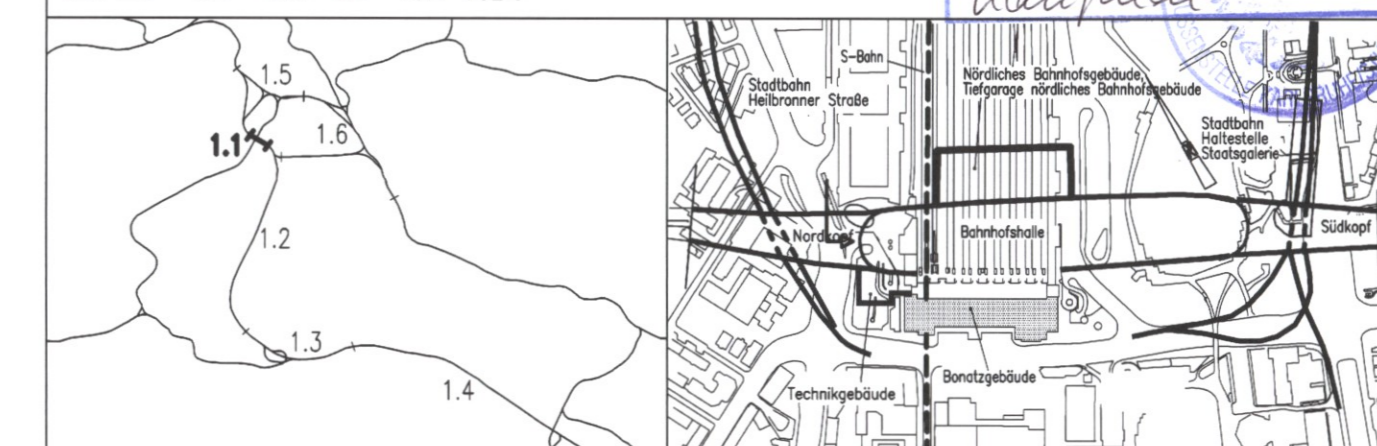 1.5
1.6
1.1
1.2
1.3
1.4
S-Bahn
Stadtbahn
Heilbronner Straße
Nördliches Bahnhofsgebäude,
Tiefgarage nördliches Bahnhofsgebäude
Stadtbahn
Haltestelle
Staatsgalerie
Nordkopf
Bahnhofshalle
Südkopf
Technikgebäude
Bonatzgebäude